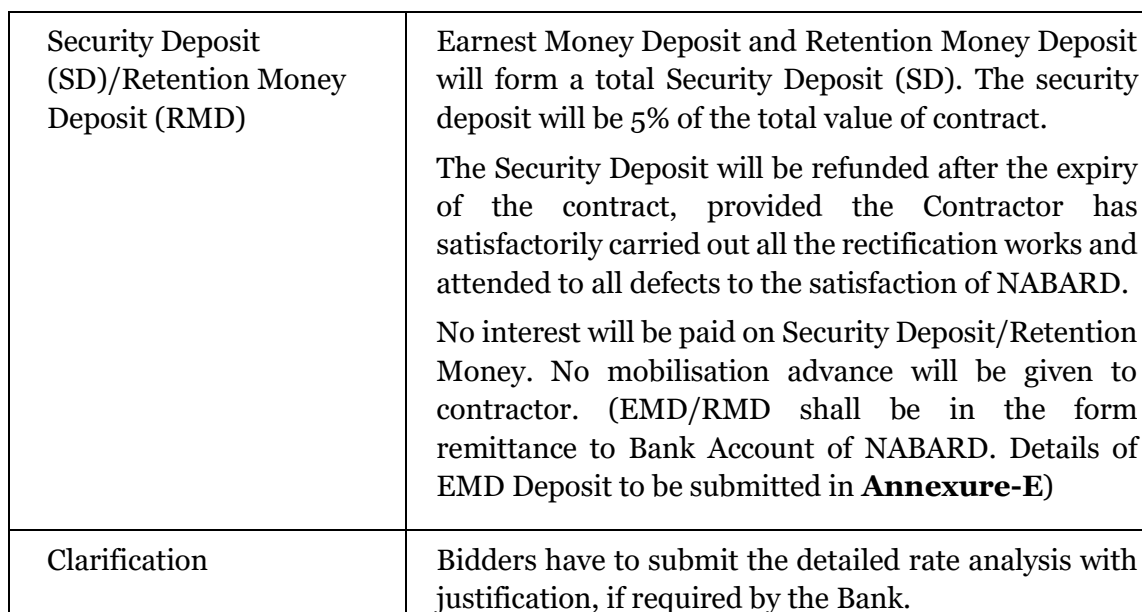 Security Deposit
(SD)/Retention Money
Deposit (RMD)
Earnest Money Deposit and Retention Money Deposit
will form a total Security Deposit (SD). The security
deposit will be 5% of the total value of contract.
The Security Deposit will be refunded after the expiry
of the contract, provided the Contractor has
satisfactorily carried out all the rectification works and
attended to all defects to the satisfaction of NABARD.
No interest will be paid on Security Deposit/Retention
Money. No mobilisation advance will be given to
contractor. (EMD/RMD shall be in the form
remittance to Bank Account of NABARD. Details of
EMD Deposit to be submitted in Annexure-E)
Clarification
Bidders have to submit the detailed rate analysis with
justification, if required by the Bank.